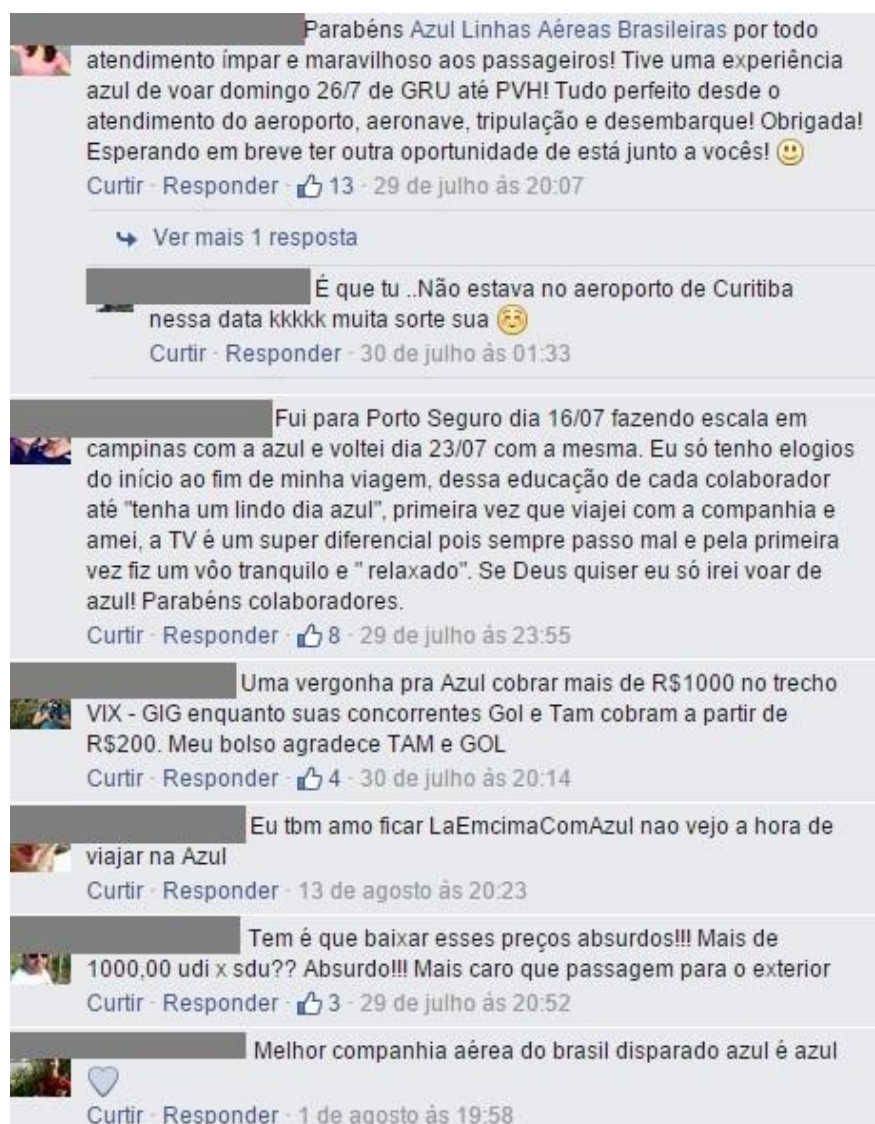 Parabéns Azul Linhas Aéreas Brasileiras por todo
atendimento ímpar e maravilhoso aos passageiros! Tive uma experiência
azul de voar domingo 26/7 de GRU até PVH! Tudo perfeito desde o
atendimento do aeroporto, aeronave, tripulação e desembarque! Obrigada!
Esperando em breve ter outra oportunidade de está junto a vocês!
Curtir · Responder · 13 · 29 de julho às 20:07
Ver mais 1 resposta
É que tu ..Não estava no aeroporto de Curitiba
nessa data kkkkk muita sorte sua
Curtir · Responder · 30 de julho às 01:33
Fui para Porto Seguro dia 16/07 fazendo escala em
campinas com a azul e voltei dia 23/07 com a mesma. Eu só tenho elogios
do início ao fim de minha viagem, dessa educação de cada colaborador
até "tenha um lindo dia azul", primeira vez que viajei com a companhia e
amei, a TV é um super diferencial pois sempre passo mal e pela primeira
vez fiz um vôo tranquilo e " relaxado". Se Deus quiser eu só irei voar de
azul! Parabéns colaboradores.
Curtir · Responder · 8 · 29 de julho às 23:55
Uma vergonha pra Azul cobrar mais de R$1000 no trecho
VIX - GIG enquanto suas concorrentes Gol e Tam cobram a partir de
R$200. Meu bolso agradece TAM e GOL
Curtir · Responder · 4 · 30 de julho às 20:14
Eu tbm amo ficar LaEmcimaComAzul nao vejo a hora de
viajar na Azul
Curtir · Responder · 13 de agosto às 20:23
Tem é que baixar esses preços absurdos!!! Mais de
1000,00 udi x sdu?? Absurdo!!! Mais caro que passagem para o exterior
Curtir · Responder · 3 · 29 de julho às 20:52
Melhor companhia aérea do brasil disparado azul é azul
Curtir · Responder · 1 de agosto às 19:58